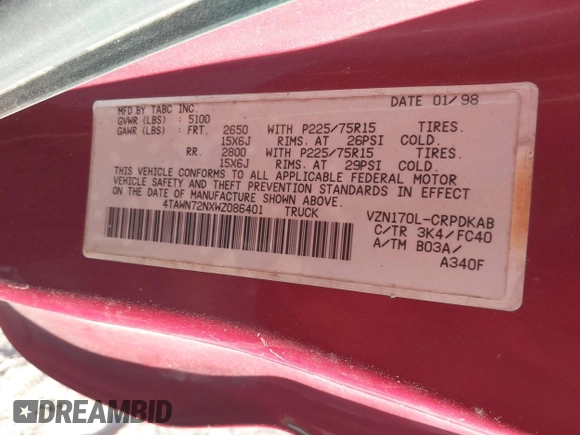 MFD BY TABC INC. DATE 01/98
GVWR (LBS) : 5100
GAWR (LBS) : FRT. 2650 WITH P225/75R15 TIRES.
15X6J RIMS. AT 26PSI COLD.
RR. 2800 WITH P225/75R15 TIRES.
15X6J RIMS. AT 29PSI COLD.
THIS VEHICLE CONFORMS TO ALL APPLICABLE FEDERAL MOTOR
VEHICLE SAFETY AND THEFT PREVENTION STANDARDS IN EFFECT
ON THE DATE OF MANUFACTURE SHOWN ABOVE.
4TAWN72NXWZ086401 TRUCK VZN170L-CRPDKAB
C/TR 3K4/FC40
A/TM B03A/
A340F
DREAMBID